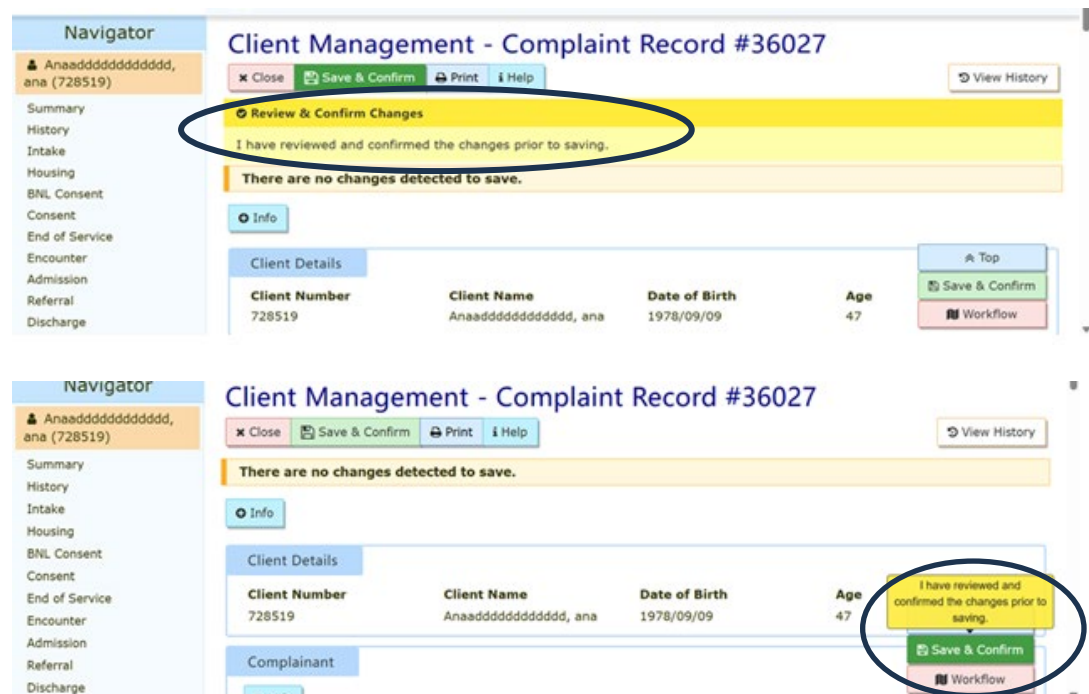 Navigator
Anaadddddddddddd,
ana (728519)
Summary
History
Intake
Housing
BNL Consent
Consent
End of Service
Encounter
Admission
Referral
Discharge
Client Management - Complaint Record #36027
Close Save & Confirm Print Help
View History
Review & Confirm Changes
I have reviewed and confirmed the changes prior to saving.
There are no changes detected to save.
Info
Client Details
Client Number Client Name Date of Birth Age
728519 Anaadddddddddddd, ana 1978/09/09 47
Top
Save & Confirm
Workflow
Navigator
Anaadddddddddddd,
ana (728519)
Summary
History
Intake
Housing
BNL Consent
Consent
End of Service
Encounter
Admission
Referral
Discharge
Client Management - Complaint Record #36027
Close Save & Confirm Print Help
View History
There are no changes detected to save.
Info
Client Details
Client Number Client Name Date of Birth Age
728519 Anaadddddddddddd, ana 1978/09/09 47
I have reviewed and
confirmed the changes prior to
saving.
Save & Confirm
Workflow
Complainant